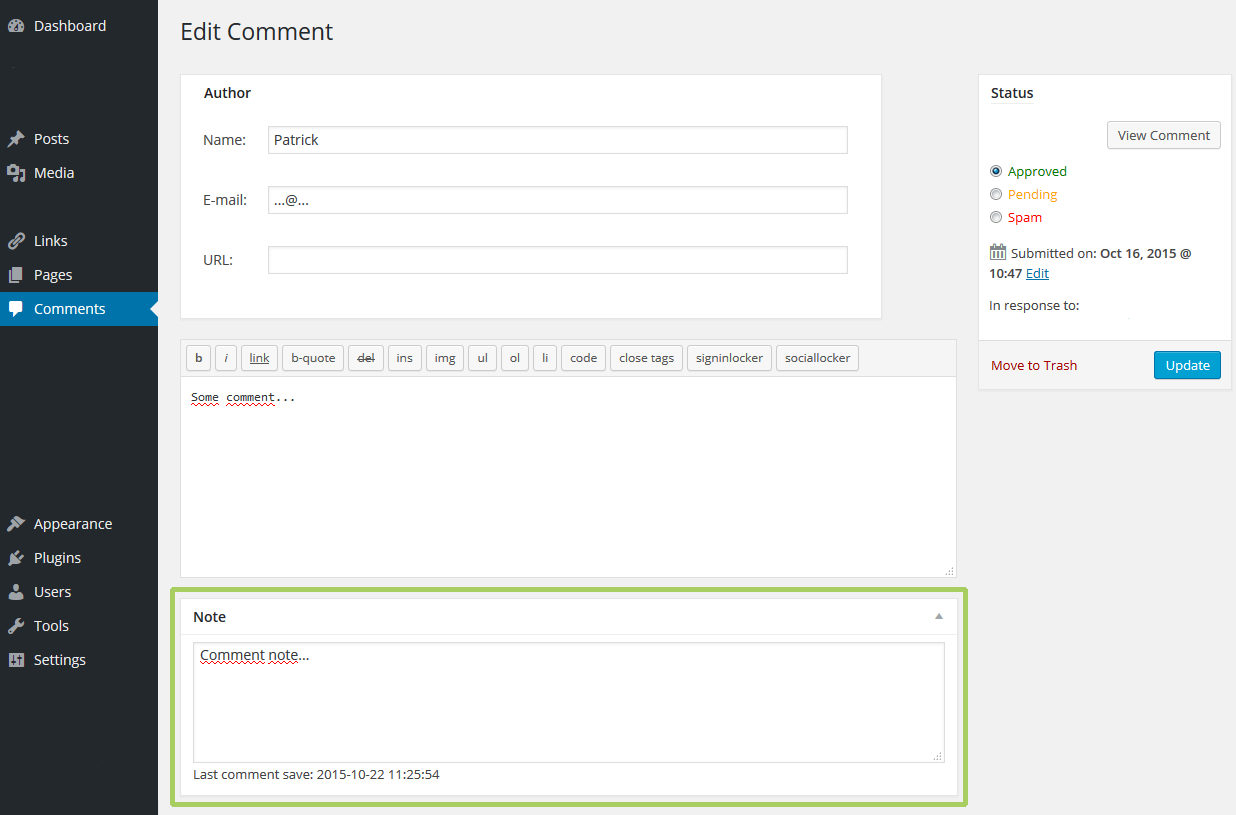 Dashboard
Posts
Media
Links
Pages
Comments
Appearance
Plugins
Users
Tools
Settings
Edit Comment
Author
Name: Patrick
E-mail: ...@...
URL:
b i link b-quote del ins img ul ol li code close tags signinlocker sociallocker
Some comment...
Note
Comment note...
Last comment save: 2015-10-22 11:25:54
Status
View Comment
Approved
Pending
Spam
Submitted on: Oct 16, 2015 @
10:47 Edit
In response to:
Move to Trash Update